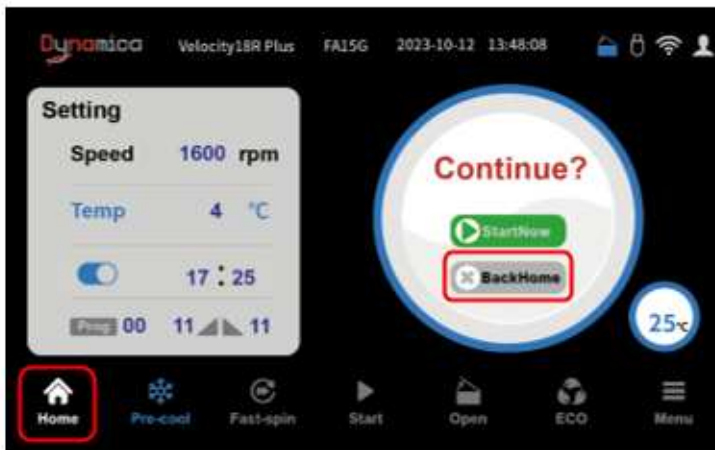 Dynamica Velocity18R Plus FA15G 2023-10-12 13:48:08
Setting
Speed 1600 rpm
Temp 4 °C
17 : 25
Prog 00 11 11
Continue?
StartNow
BackHome
25℃
Home Pre-cool Fast-spin Start Open ECO Menu